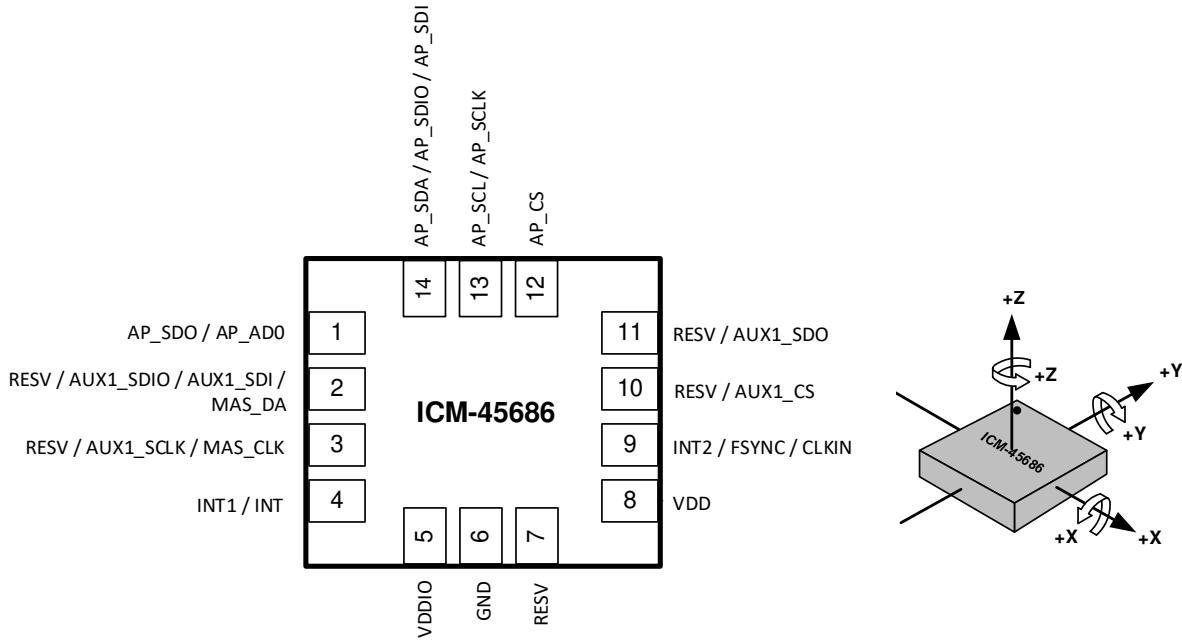 AP_SDA / AP_SDIO / AP_SDI
AP_SCL / AP_SCLK
AP_CS
14
13
12
AP_SDO / AP_AD0
1
RESV / AUX1_SDIO / AUX1_SDI /
MAS_DA
2
RESV / AUX1_SCLK / MAS_CLK
3
INT1 / INT
4
ICM-45686
11
RESV / AUX1_SDO
10
RESV / AUX1_CS
9
INT2 / FSYNC / CLKIN
8
VDD
5
6
7
VDDIO
GND
RESV
+Z
+Z
+Y
+Y
ICM-45686
+X
+X